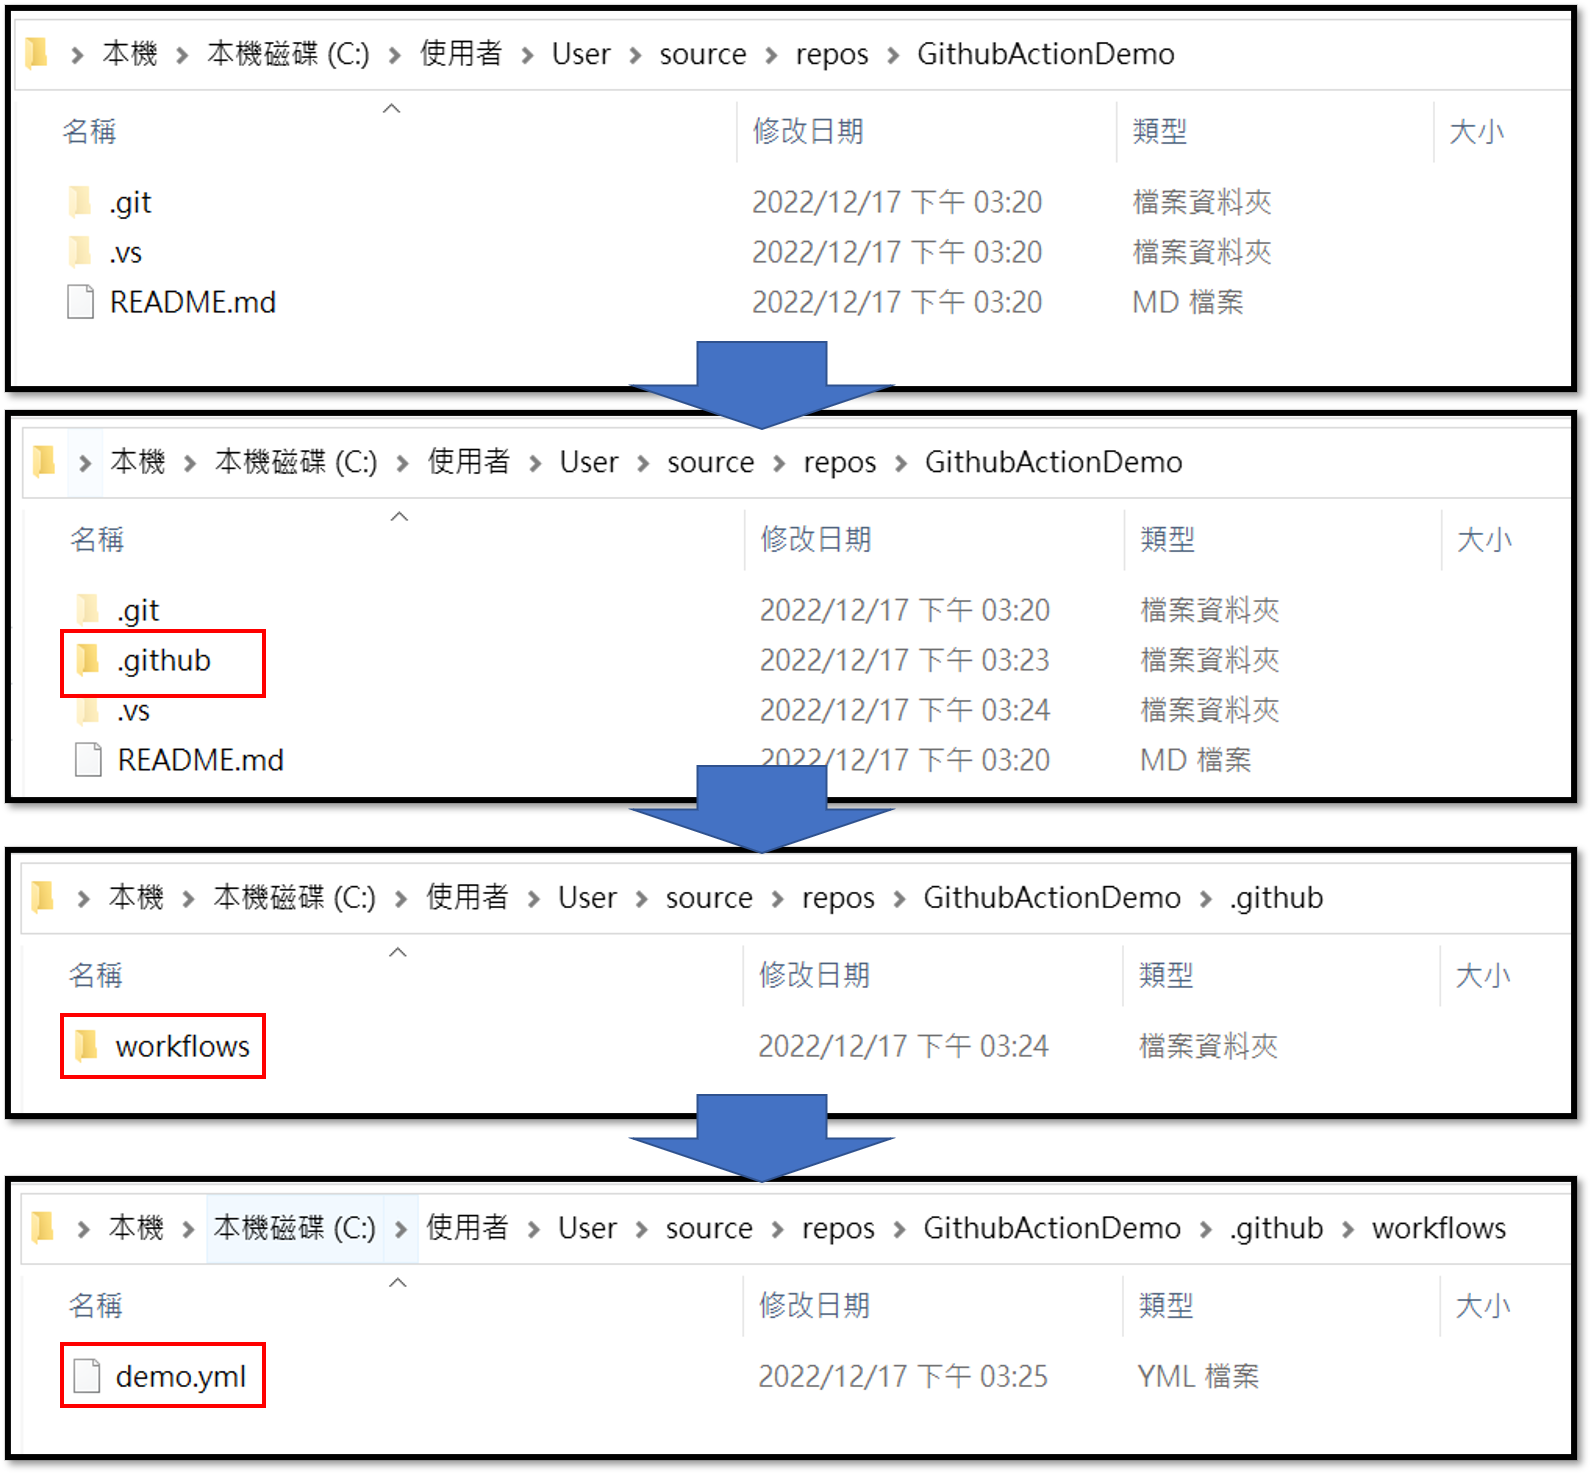 本機 > 本機磁碟 (C:) > 使用者 > User > source > repos > GithubActionDemo
名稱 修改日期 類型 大小
.git 2022/12/17 下午 03:20 檔案資料夾
.vs 2022/12/17 下午 03:20 檔案資料夾
README.md 2022/12/17 下午 03:20 MD 檔案
本機 > 本機磁碟 (C:) > 使用者 > User > source > repos > GithubActionDemo
名稱 修改日期 類型 大小
.git 2022/12/17 下午 03:20 檔案資料夾
.github 2022/12/17 下午 03:23 檔案資料夾
.vs 2022/12/17 下午 03:24 檔案資料夾
README.md 2022/12/17 下午 03:20 MD 檔案
本機 > 本機磁碟 (C:) > 使用者 > User > source > repos > GithubActionDemo > .github
名稱 修改日期 類型 大小
workflows 2022/12/17 下午 03:24 檔案資料夾
本機 > 本機磁碟 (C:) > 使用者 > User > source > repos > GithubActionDemo > .github > workflows
名稱 修改日期 類型 大小
demo.yml 2022/12/17 下午 03:25 YML 檔案